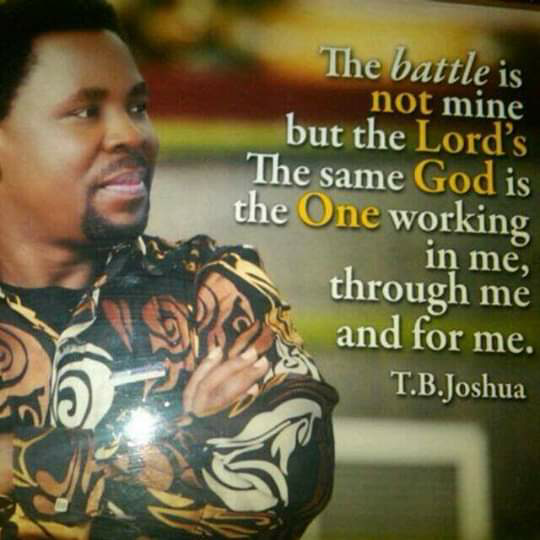 The battle is
not mine
but the Lord's
The same God is
the One working
in me,
through me
and for me.
T.B.Joshua